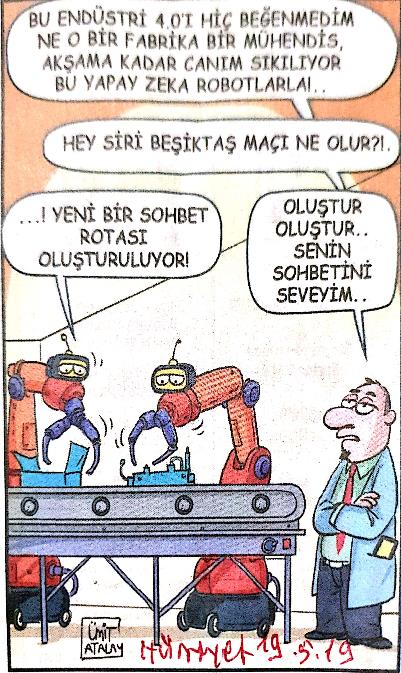 BU ENDÜSTRİ 4.0'I HİÇ BEĞENMEDİM
NE O BİR FABRİKA BİR MÜHENDİS,
AKŞAMA KADAR CANIM SIKILIYOR
BU YAPAY ZEKA ROBOTLARLA!..
HEY SİRİ BEŞİKTAŞ MAÇI NE OLUR?!.
...! YENİ BİR SOHBET
ROTASI
OLUŞTURULUYOR!
OLUŞTUR
OLUŞTUR..
SENİN
SOHBETİNİ
SEVEYİM..
ÜMİT
ATALAY
Hürriyet 19.5.19